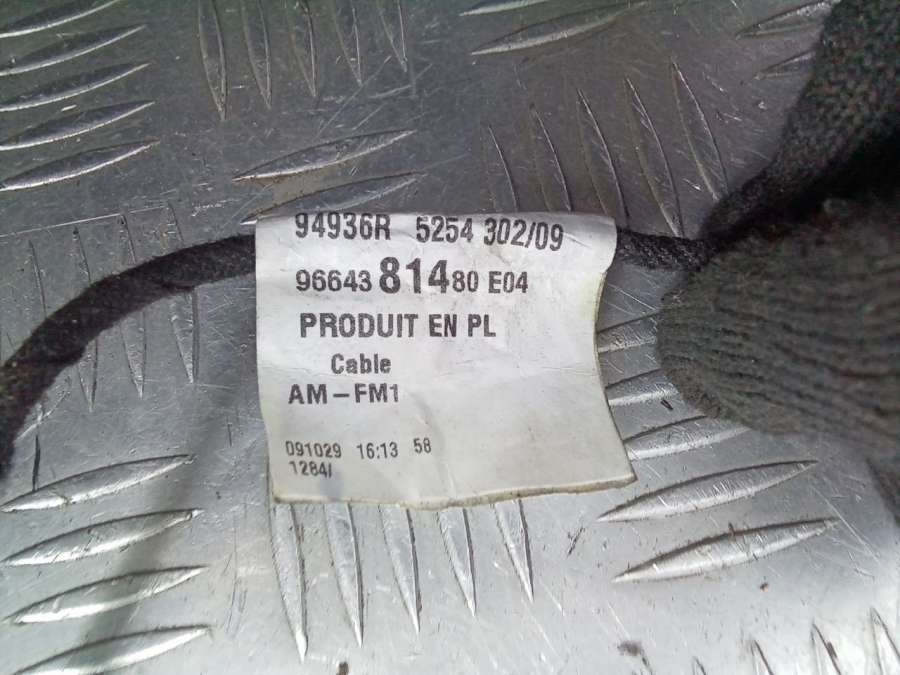 94936R 5254 302/09
96643 814 80 E04
PRODUIT EN PL
Cable
AM-FM1
091029 16:13 58
1284/